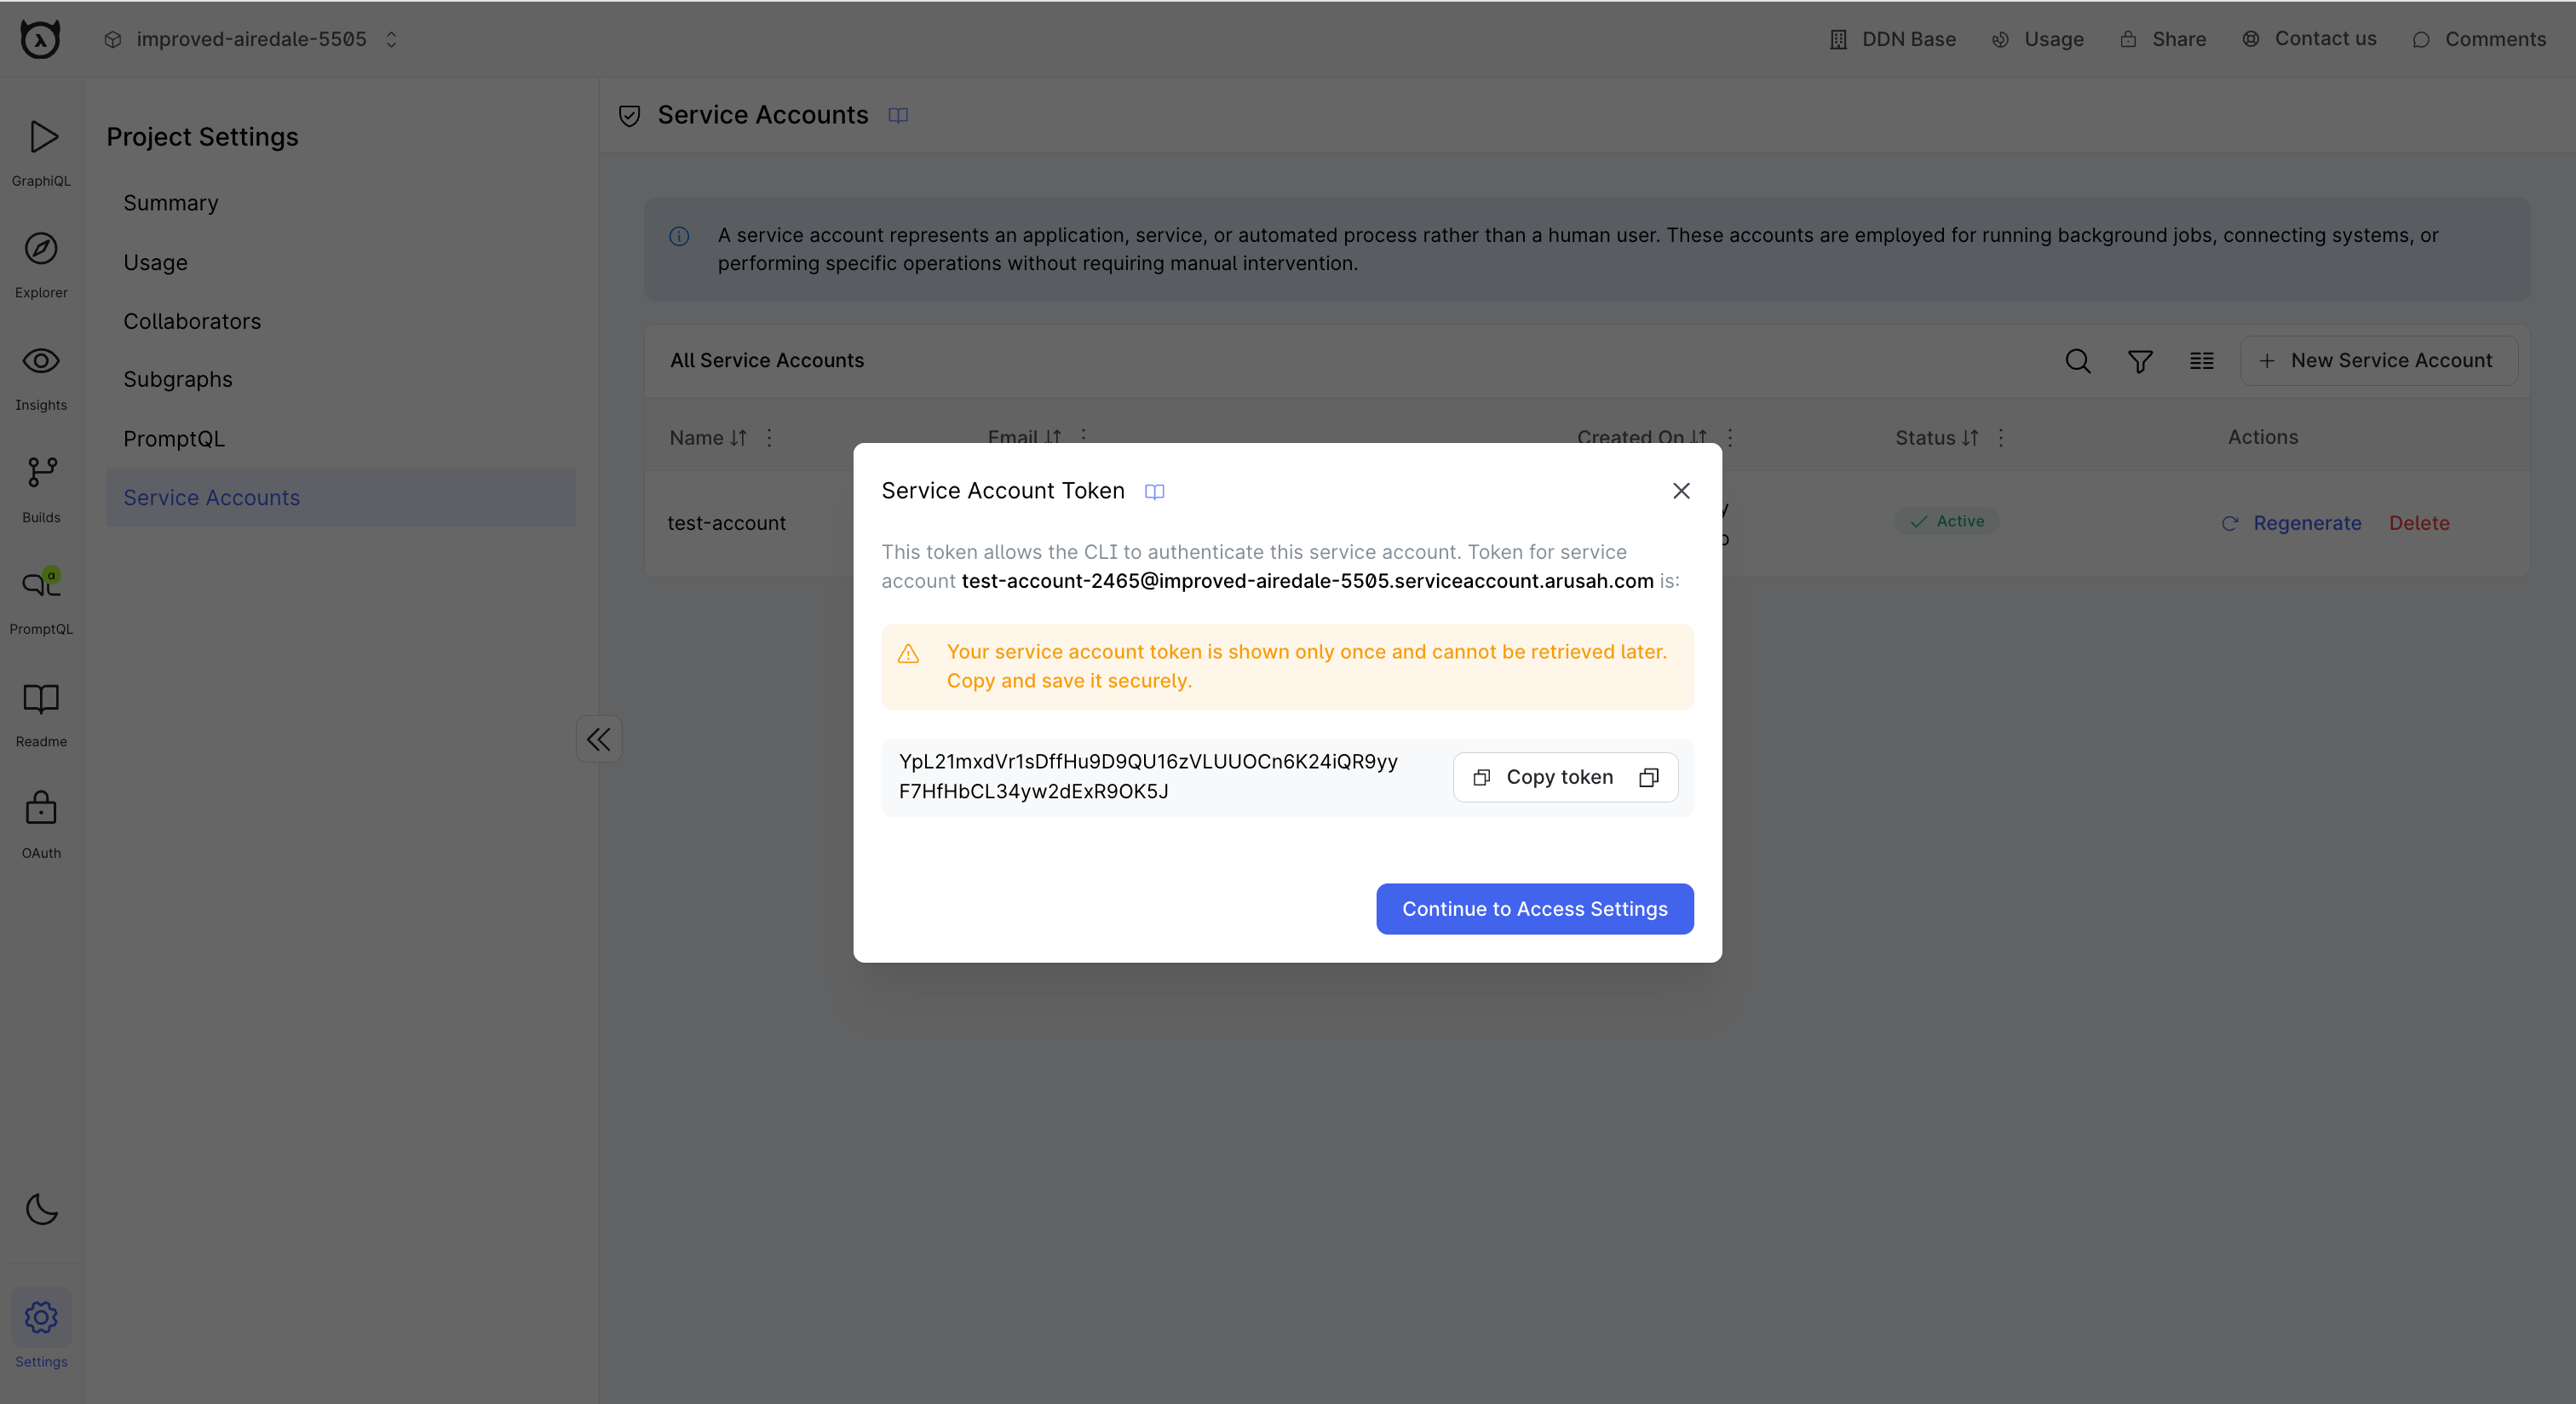 improved-airedale-5505
DDN Base
Usage
Share
Contact us
Comments
GraphiQL
Explorer
Insights
Builds
α
PromptQL
Readme
OAuth
Settings
Project Settings
Summary
Usage
Collaborators
Subgraphs
PromptQL
Service Accounts
Service Accounts
A service account represents an application, service, or automated process rather than a human user. These accounts are employed for running background jobs, connecting systems, or
performing specific operations without requiring manual intervention.
All Service Accounts
New Service Account
Name
Email
Created On
Status
Actions
test-account
Active
Regenerate
Delete
Service Account Token
This token allows the CLI to authenticate this service account. Token for service
account test-account-2465@improved-airedale-5505.serviceaccount.arusah.com is:
Your service account token is shown only once and cannot be retrieved later.
Copy and save it securely.
YpL21mxdVr1sDffHu9D9QU16zVLUUOCn6K24iQR9yy
F7HfHbCL34yw2dExR9OK5J
Copy token
Continue to Access Settings